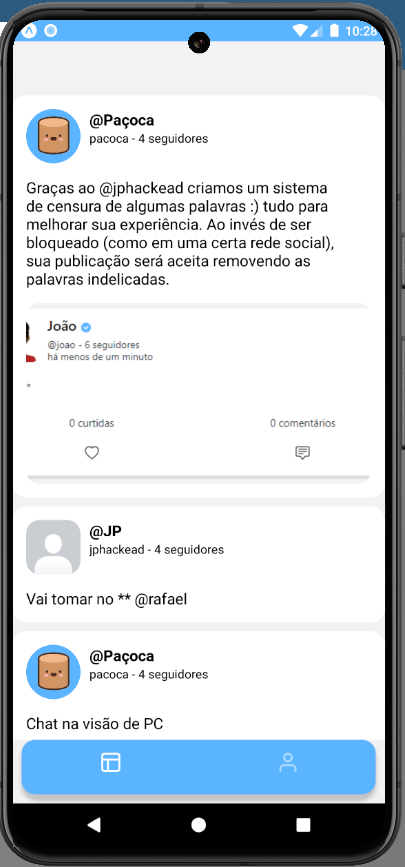 10:28
@Paçoca
pacoca - 4 seguidores
Graças ao @jphackead criamos um sistema
de censura de algumas palavras :) tudo para
melhorar sua experiência. Ao invés de ser
bloqueado (como em uma certa rede social),
sua publicação será aceita removendo as
palavras indelicadas.
João
@joao - 6 seguidores
há menos de um minuto
*
0 curtidas
0 comentários
@JP
jphackead - 4 seguidores
Vai tomar no ** @rafael
@Paçoca
pacoca - 4 seguidores
Chat na visão de PC